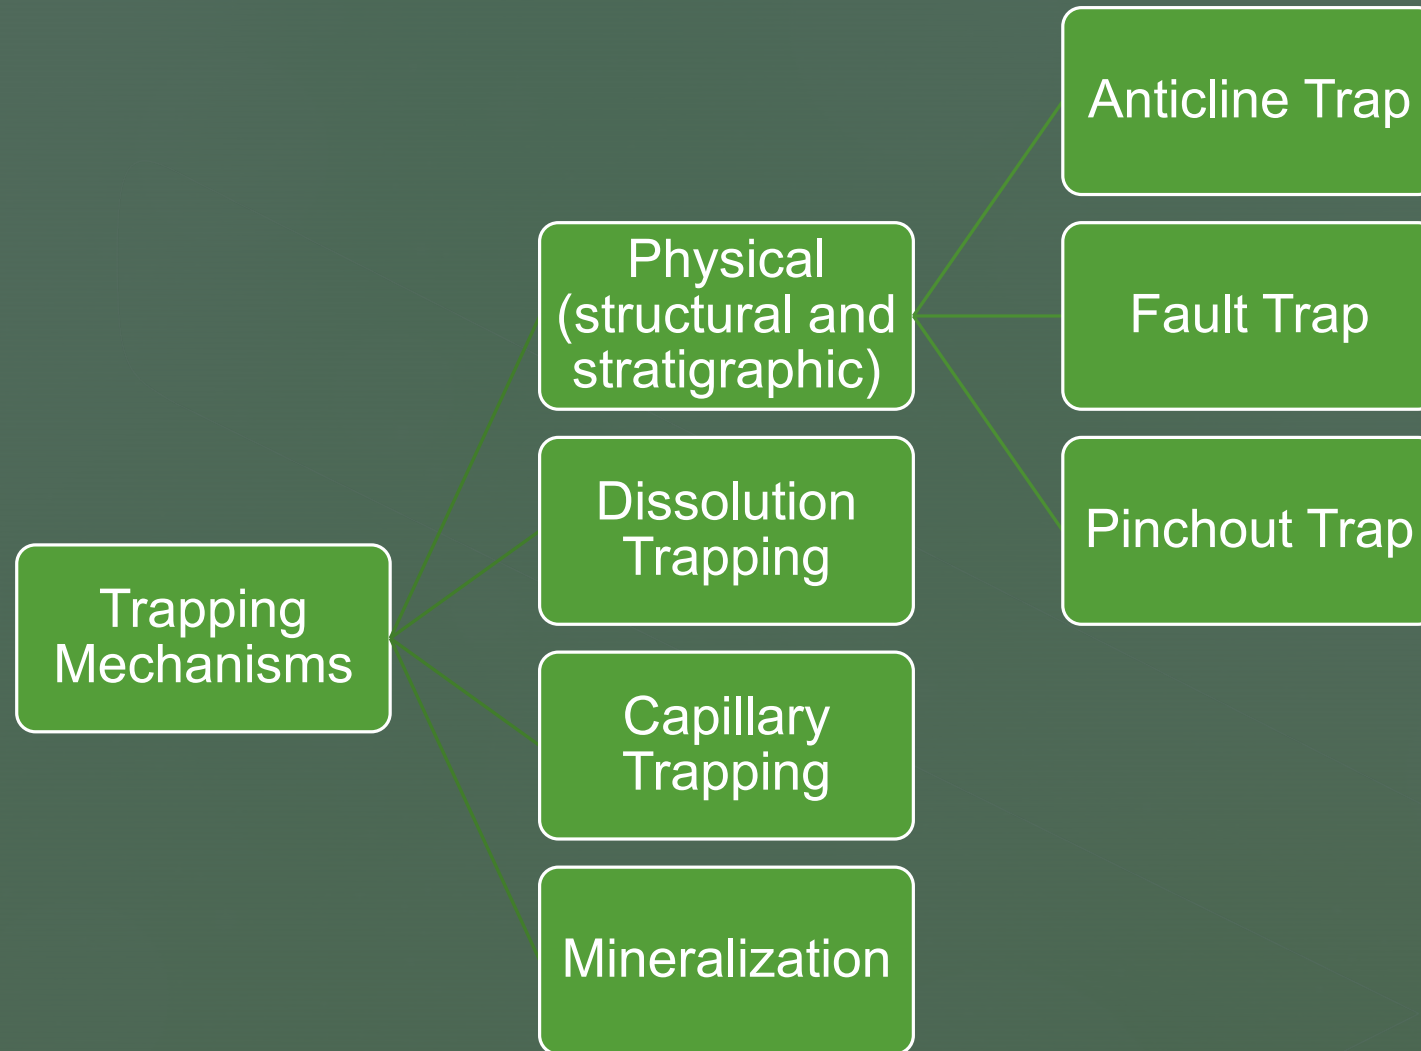 Trapping
Mechanisms
Physical
(structural and
stratigraphic)
Anticline Trap
Fault Trap
Pinchout Trap
Dissolution
Trapping
Capillary
Trapping
Mineralization